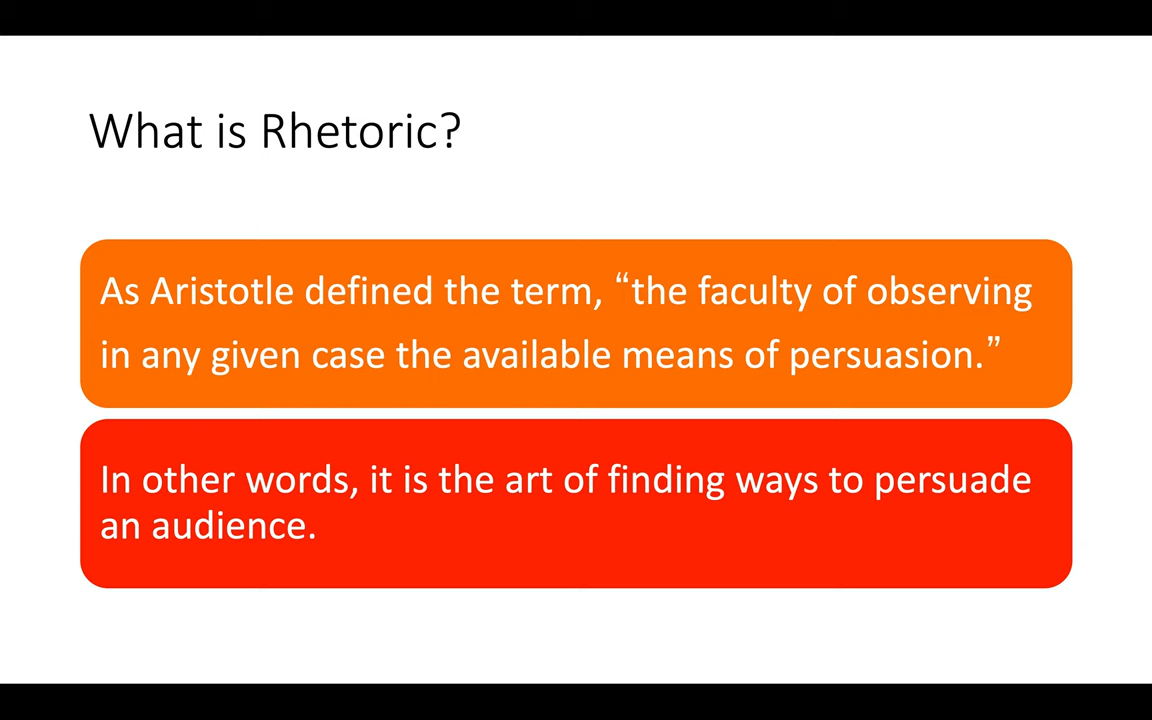 What is Rhetoric?
As Aristotle defined the term, “the faculty of observing
in any given case the available means of persuasion.”
In other words, it is the art of finding ways to persuade
an audience.